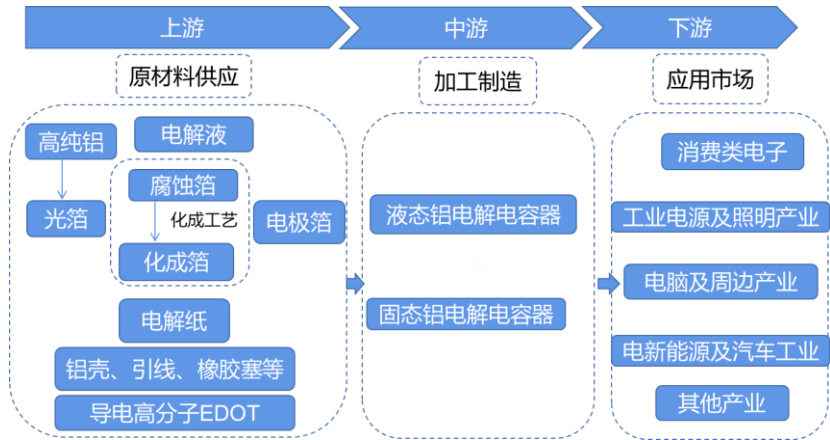 上游
中游
下游
原材料供应
加工制造
应用市场
高纯铝
电解液
光箔
腐蚀箔
化成工艺
化成箔
电极箔
电解纸
铝壳、引线、橡胶塞等
导电高分子EDOT
液态铝电解电容器
固态铝电解电容器
消费类电子
工业电源及照明产业
电脑及周边产业
电新能源及汽车工业
其他产业